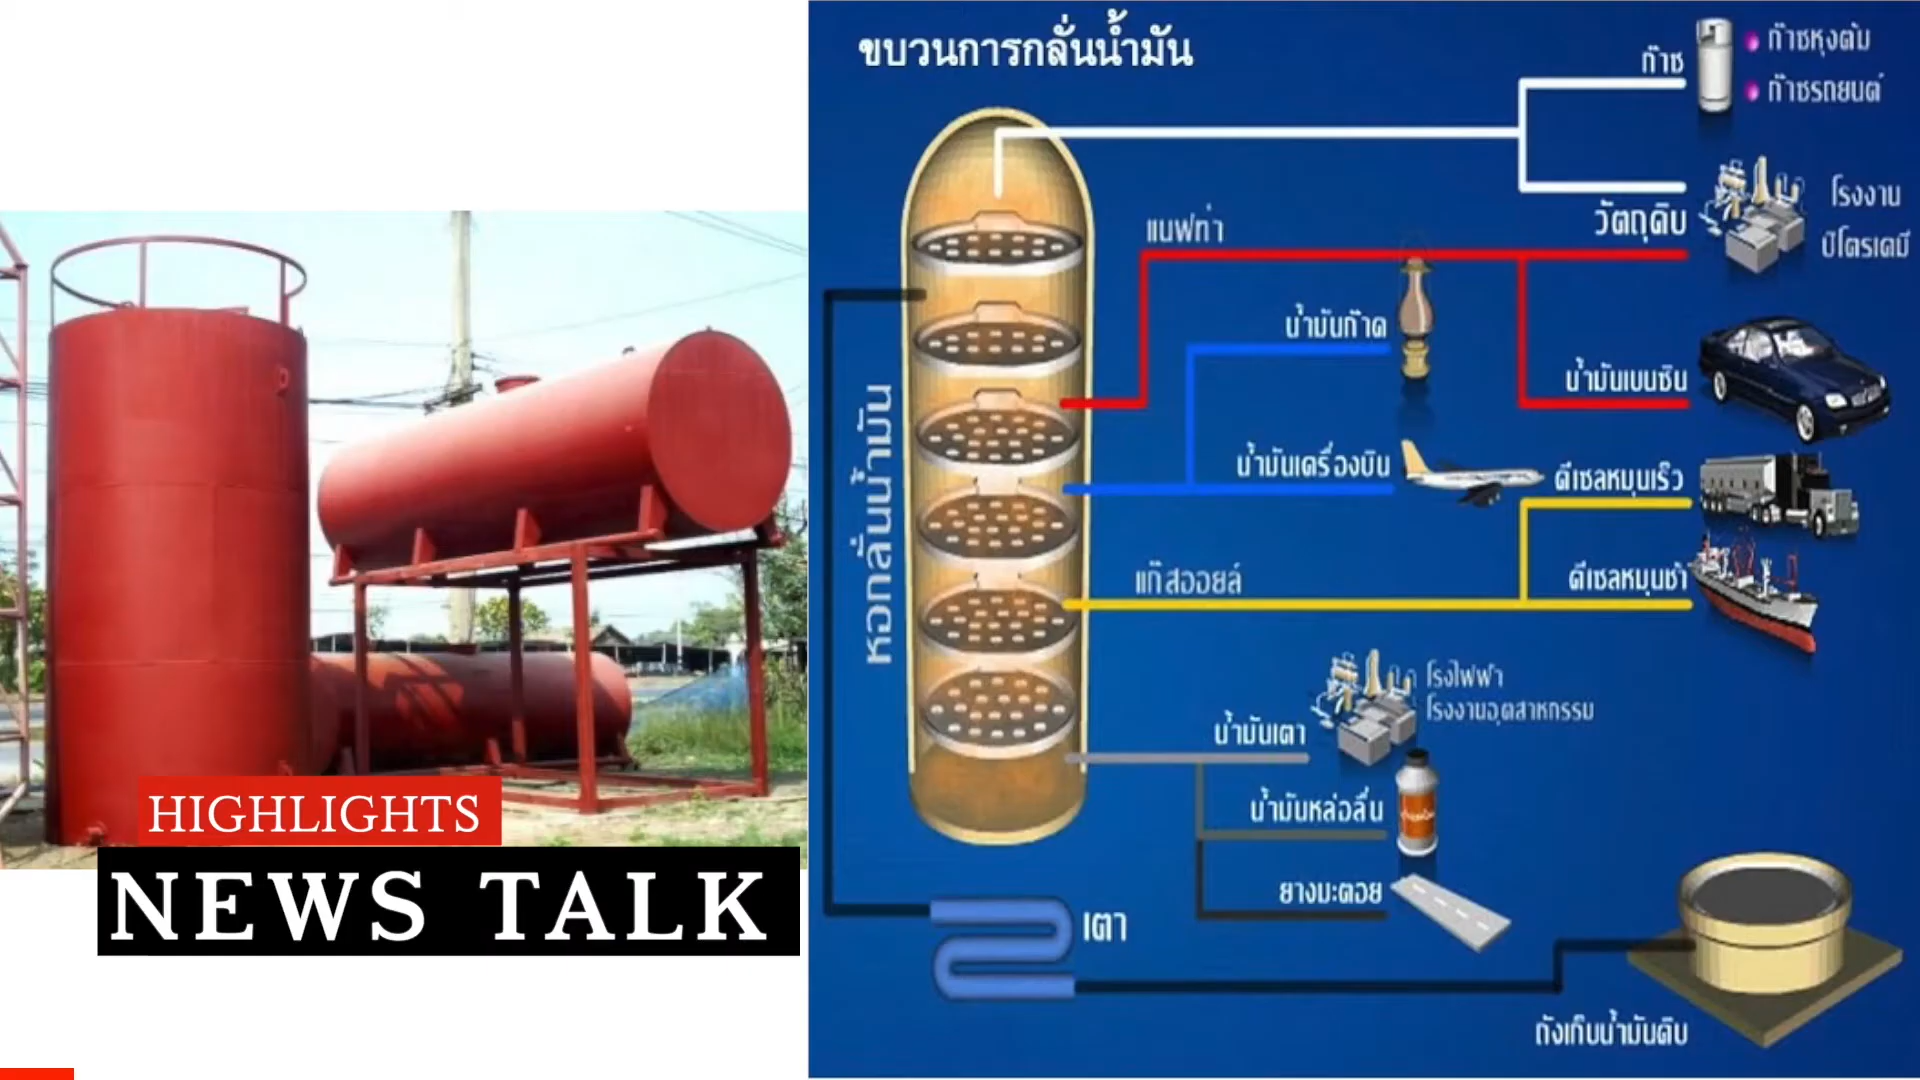 HIGHLIGHTS
NEWS TALK
ขบวนการกลั่นน้ำมัน
ก๊าซ
ก๊าซหุงต้ม
ก๊าซรถยนต์
วัตถุดิบ
โรงงาน
ปิโตรเคมี
แนฟท่า
น้ำมันก๊าด
น้ำมันเบนซิน
หอกลั่นน้ำมัน
น้ำมันเครื่องบิน
ดีเซลหมุนเร็ว
แก๊สออยล์
ดีเซลหมุนช้า
โรงไฟฟ้า
โรงงานอุตสาหกรรม
น้ำมันเตา
น้ำมันหล่อลื่น
ยางมะตอย
เตา
ถังเก็บน้ำมันดิบ